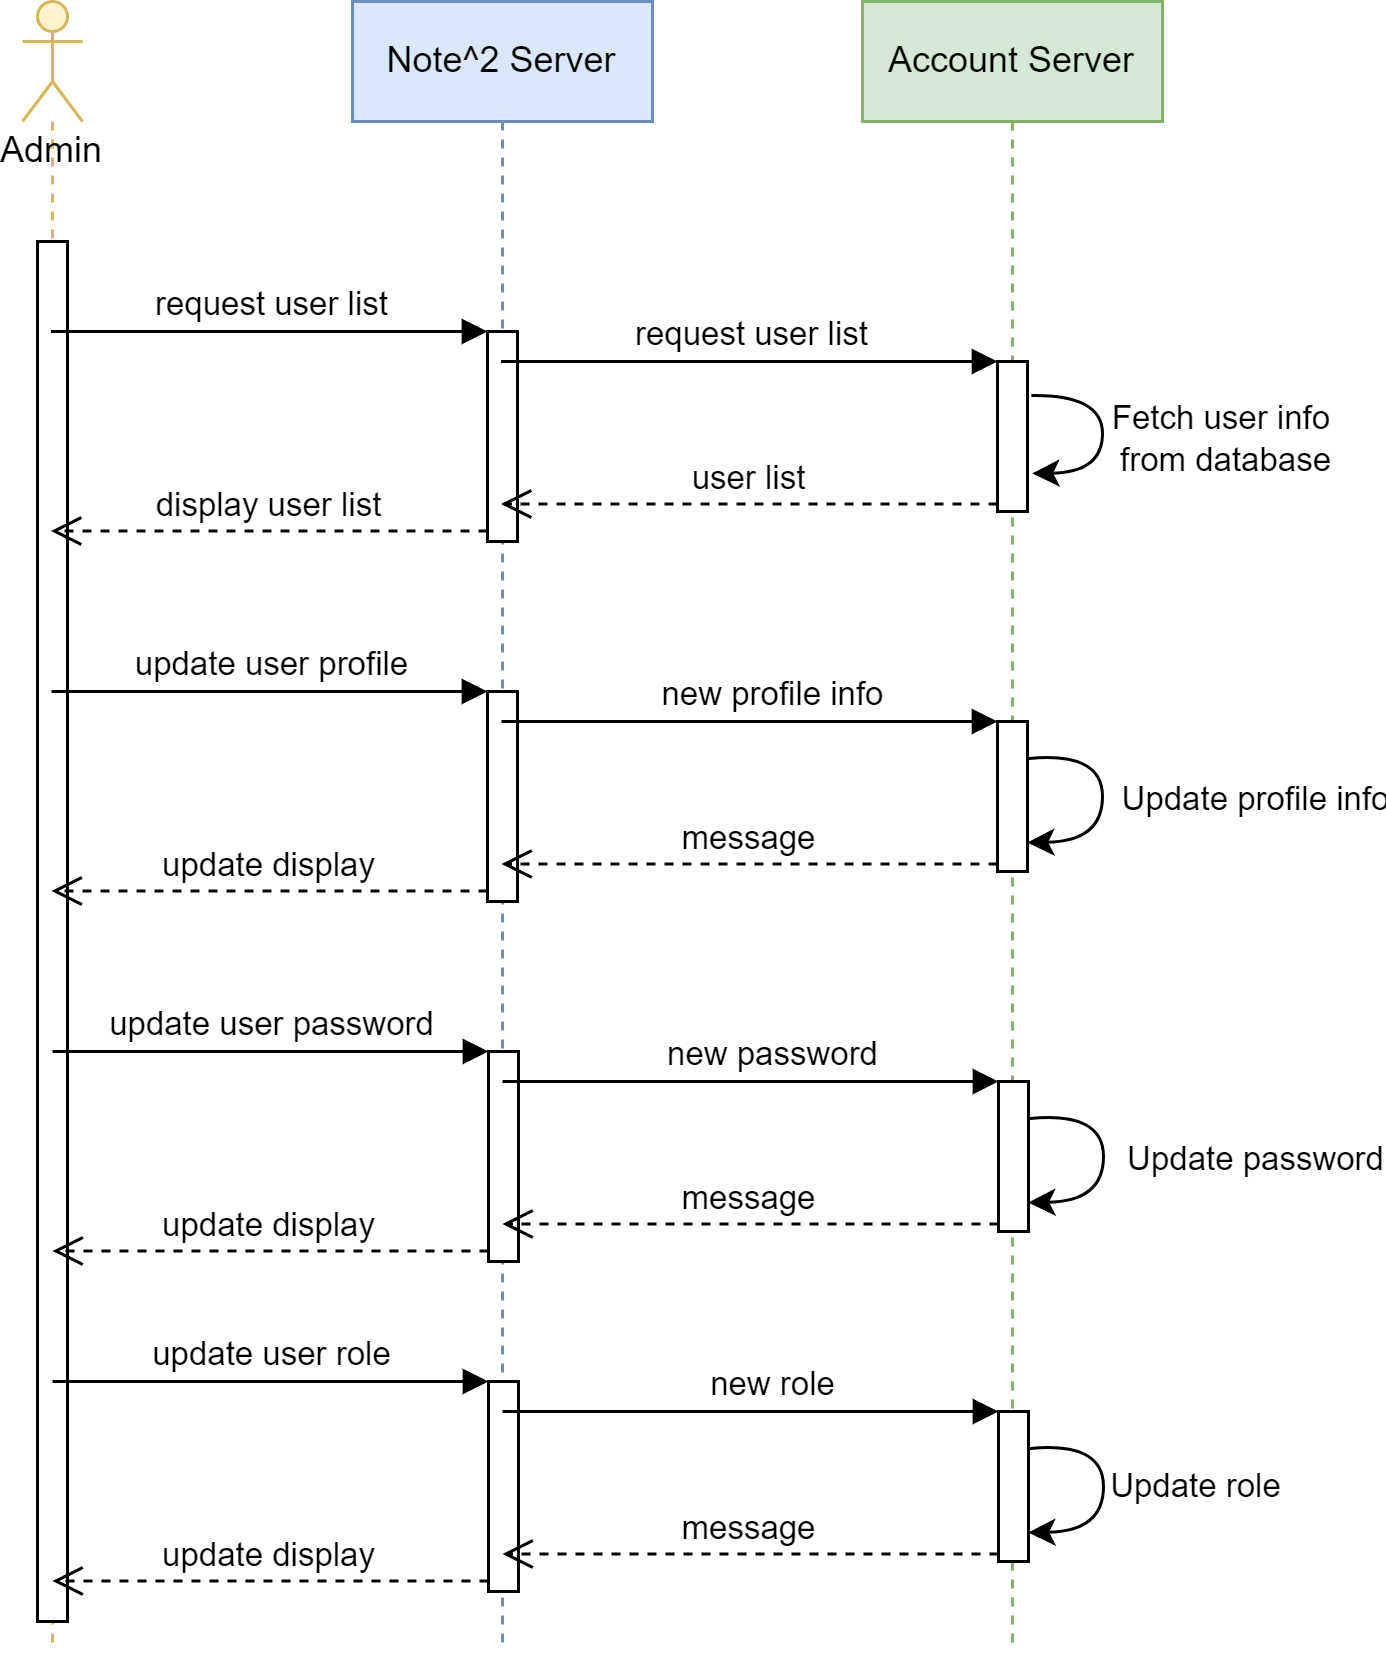 Note^2 Server
Account Server
Admin
request user list
request user list
Fetch user info
from database
user list
display user list
update user profile
new profile info
Update profile info
message
update display
update user password
new password
Update password
message
update display
update user role
new role
Update role
message
update display